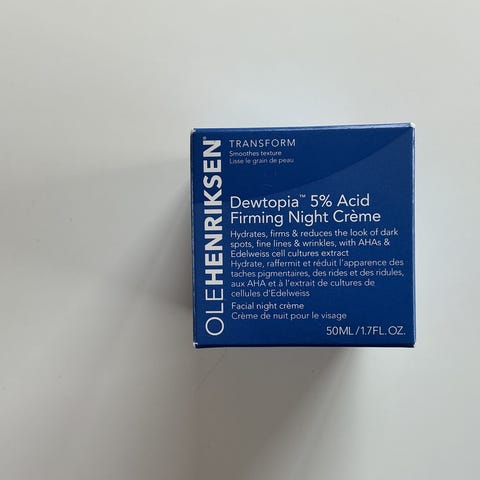 OLEHENRIKSEN®
TRANSFORM
Smoothes texture
Lisse le grain de peau
Dewtopia™ 5% Acid
Firming Night Crème
Hydrates, firms & reduces the look of dark
spots, fine lines & wrinkles, with AHAs &
Edelweiss cell cultures extract
Hydrate, raffermit et réduit l'apparence des
taches pigmentaires, des rides et des ridules,
aux AHA et à l'extrait de cultures de
cellules d'Edelweiss
Facial night crème
Crème de nuit pour le visage
50ML/1.7FL. OZ.